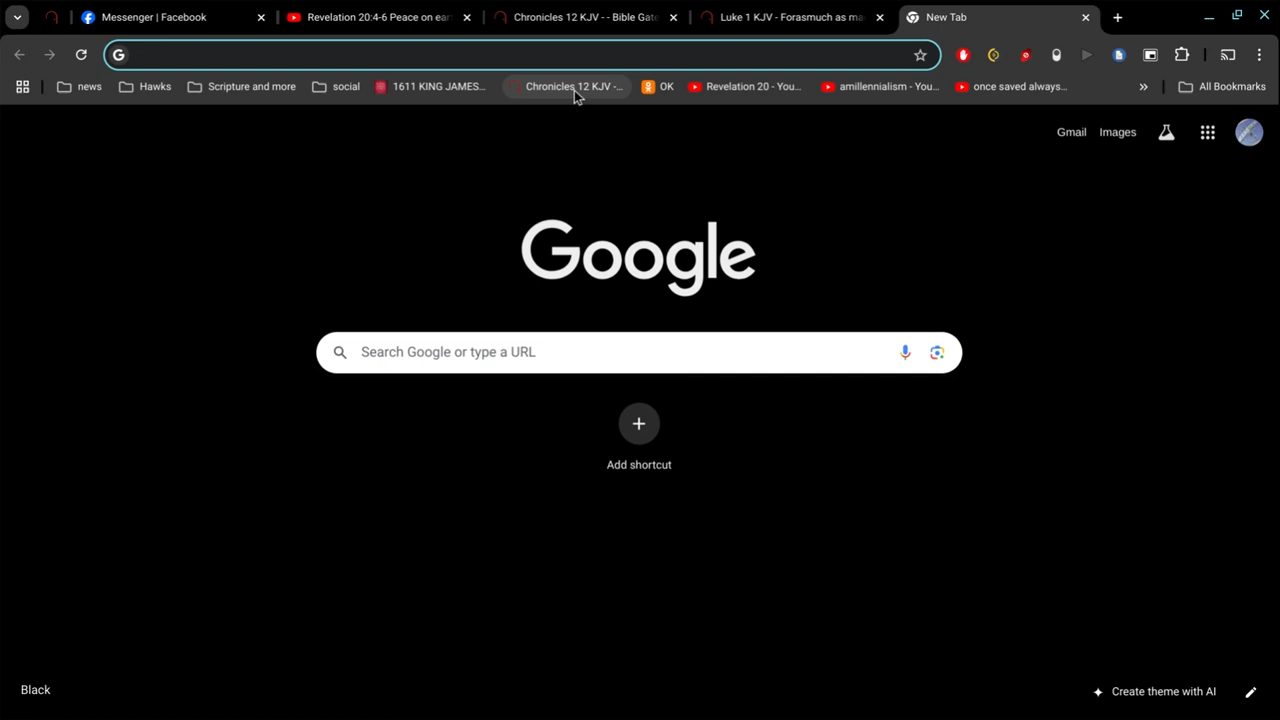 Messenger | Facebook
Revelation 20:4-6 Peace on ear
Chronicles 12 KJV - - Bible Gate
Luke 1 KJV - Forasmuch as ma
New Tab
news
Hawks
Scripture and more
social
1611 KING JAMES...
Chronicles 12 KJV -...
OK
Revelation 20 - You...
amillennialism - You...
once saved always...
All Bookmarks
Gmail
Images
Google
Search Google or type a URL
Add shortcut
Black
Create theme with AI